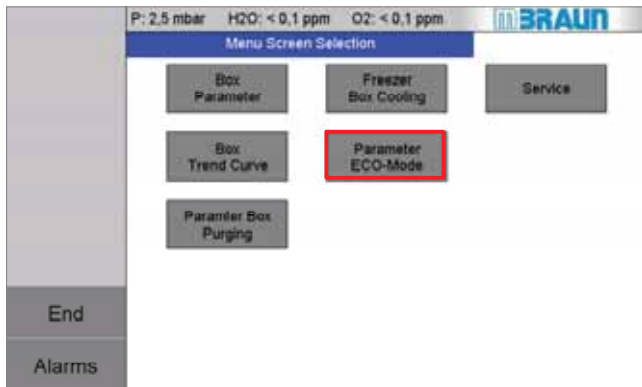 P: 2,5 mbar H2O: < 0,1 ppm O2: < 0,1 ppm MBRAUN
Menu Screen Selection
Box
Parameter
Freezer
Box Cooling
Service
Box
Trend Curve
Parameter
ECO-Mode
Paramter Box
Purging
End
Alarms